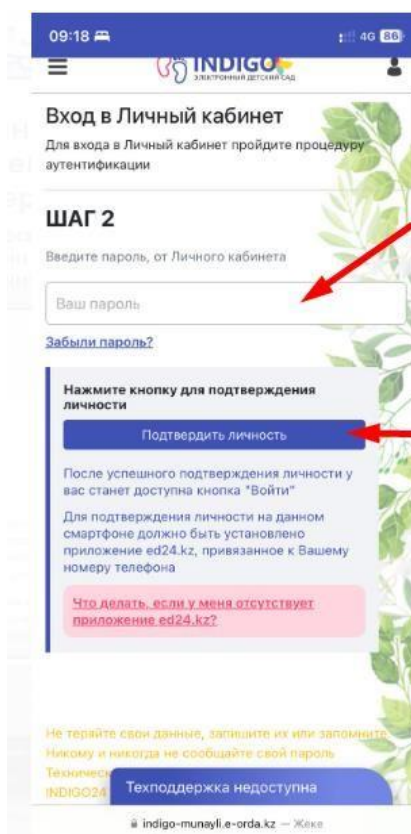 09:18
4G 86
INDIGO
ЭЛЕКТРОННЫЙ ДЕТСКИЙ САД
Вход в Личный кабинет
Для входа в Личный кабинет пройдите процедуру
аутентификации
ШАГ 2
Введите пароль, от Личного кабинета
Ваш пароль
Забыли пароль?
Нажмите кнопку для подтверждения
личности
Подтвердить личность
После успешного подтверждения личности у
вас станет доступна кнопка "Войти"
Для подтверждения личности на данном
смартфоне должно быть установлено
приложение ed24.kz, привязанное к Вашему
номеру телефона
Что делать, если у меня отсутствует
приложение ed24.kz?
Не теряйте свои данные, запишите их или запомните
Никому и никогда не сообщайте свой пароль
Техническ
INDIGO24
Техподдержка недоступна
indigo-munayli.e-orda.kz — Жеке